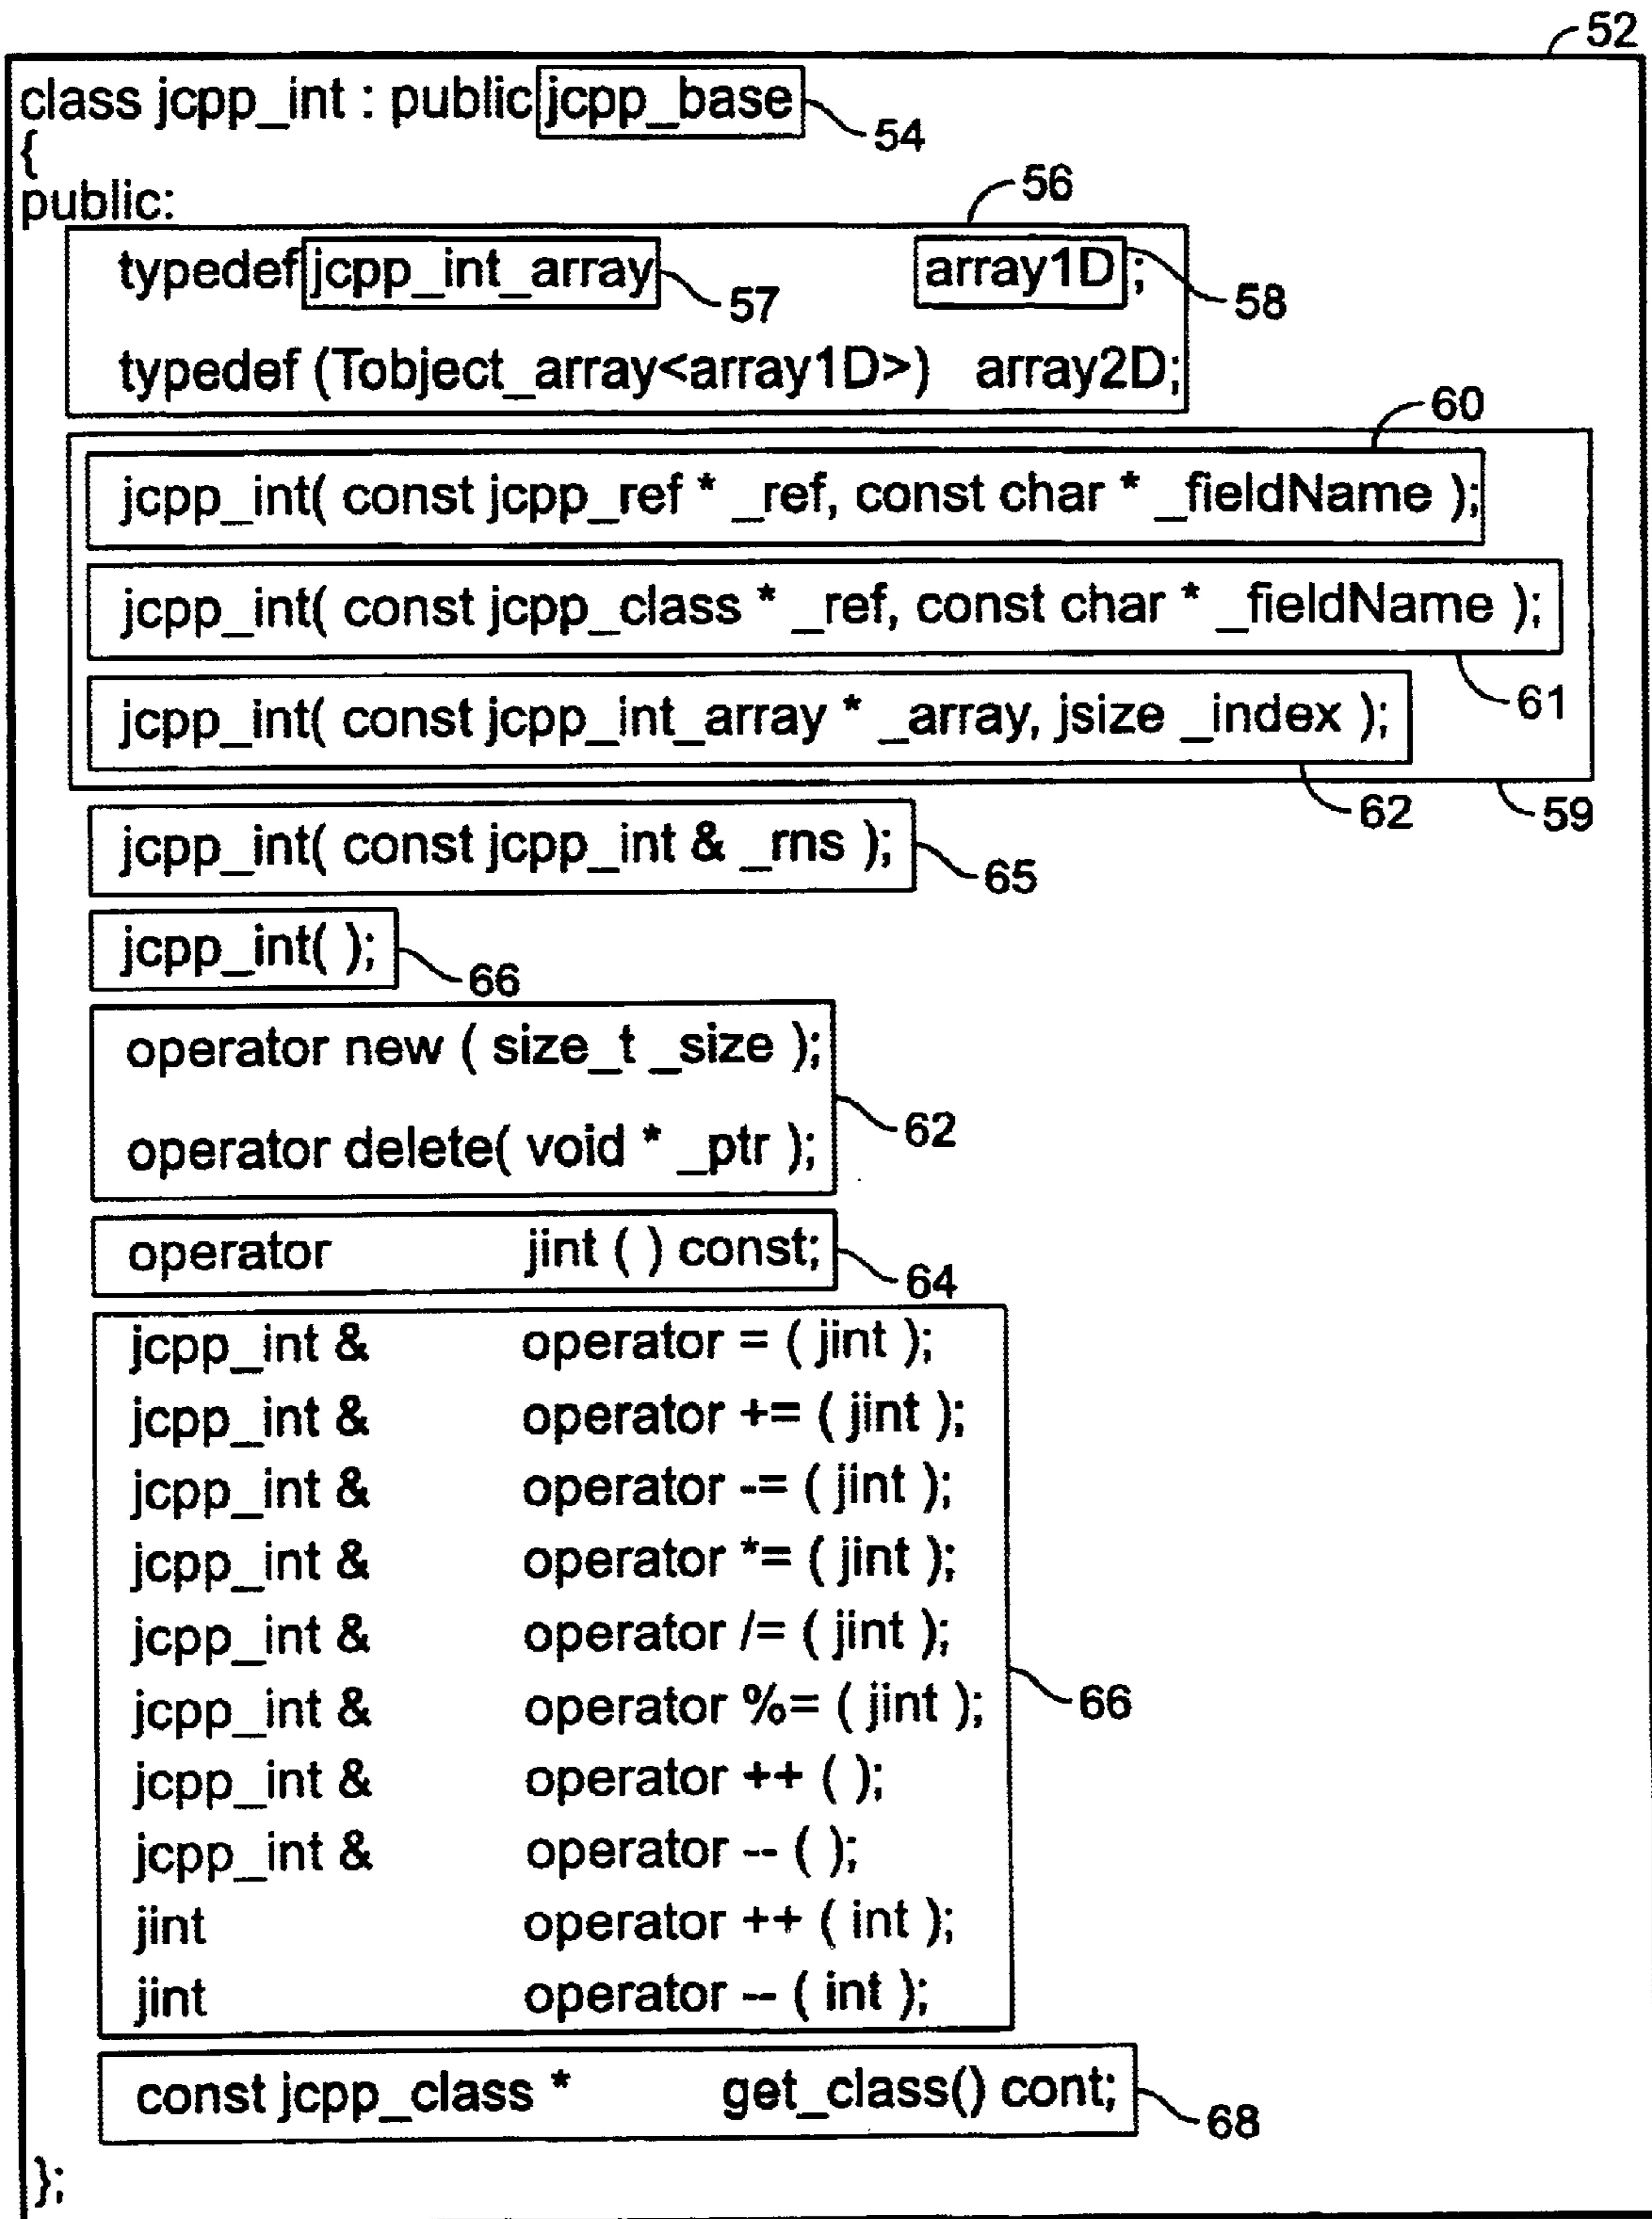 52
class jcpp_int : public jcpp_base
54
{
public:
56
typedef jcpp_int_array array1D ;
57 58
typedef (Tobject_array<array1D>) array2D;
60
jcpp_int( const jcpp_ref * _ref, const char * _fieldName );
jcpp_int( const jcpp_class * _ref, const char * _fieldName );
61
jcpp_int( const jcpp_int_array * _array, jsize _index );
62 59
jcpp_int( const jcpp_int & _rns );
65
jcpp_int( );
66
operator new ( size_t _size );
62
operator delete( void * _ptr );
operator jint ( ) const;
64
jcpp_int & operator = ( jint );
jcpp_int & operator += ( jint );
jcpp_int & operator -= ( jint );
jcpp_int & operator *= ( jint );
jcpp_int & operator /= ( jint );
jcpp_int & operator %= ( jint );
66
jcpp_int & operator ++ ( );
jcpp_int & operator -- ( );
jint operator ++ ( int );
jint operator -- ( int );
const jcpp_class * get_class() cont;
68
};